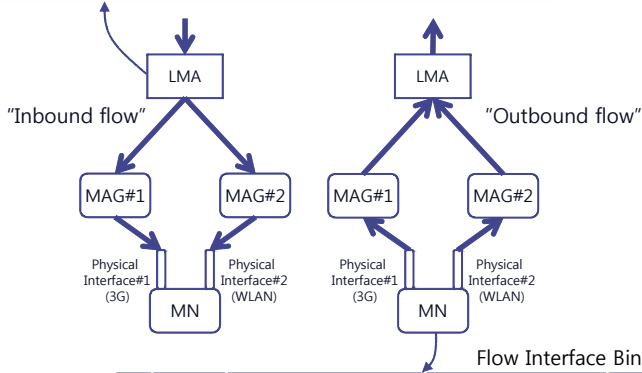 LMA
"Inbound flow"
MAG#1
MAG#2
Physical
Interface#1
(3G)
Physical
Interface#2
(WLAN)
MN
LMA
"Outbound flow"
MAG#1
MAG#2
Physical
Interface#1
(3G)
Physical
Interface#2
(WLAN)
MN
Flow Interface Bin